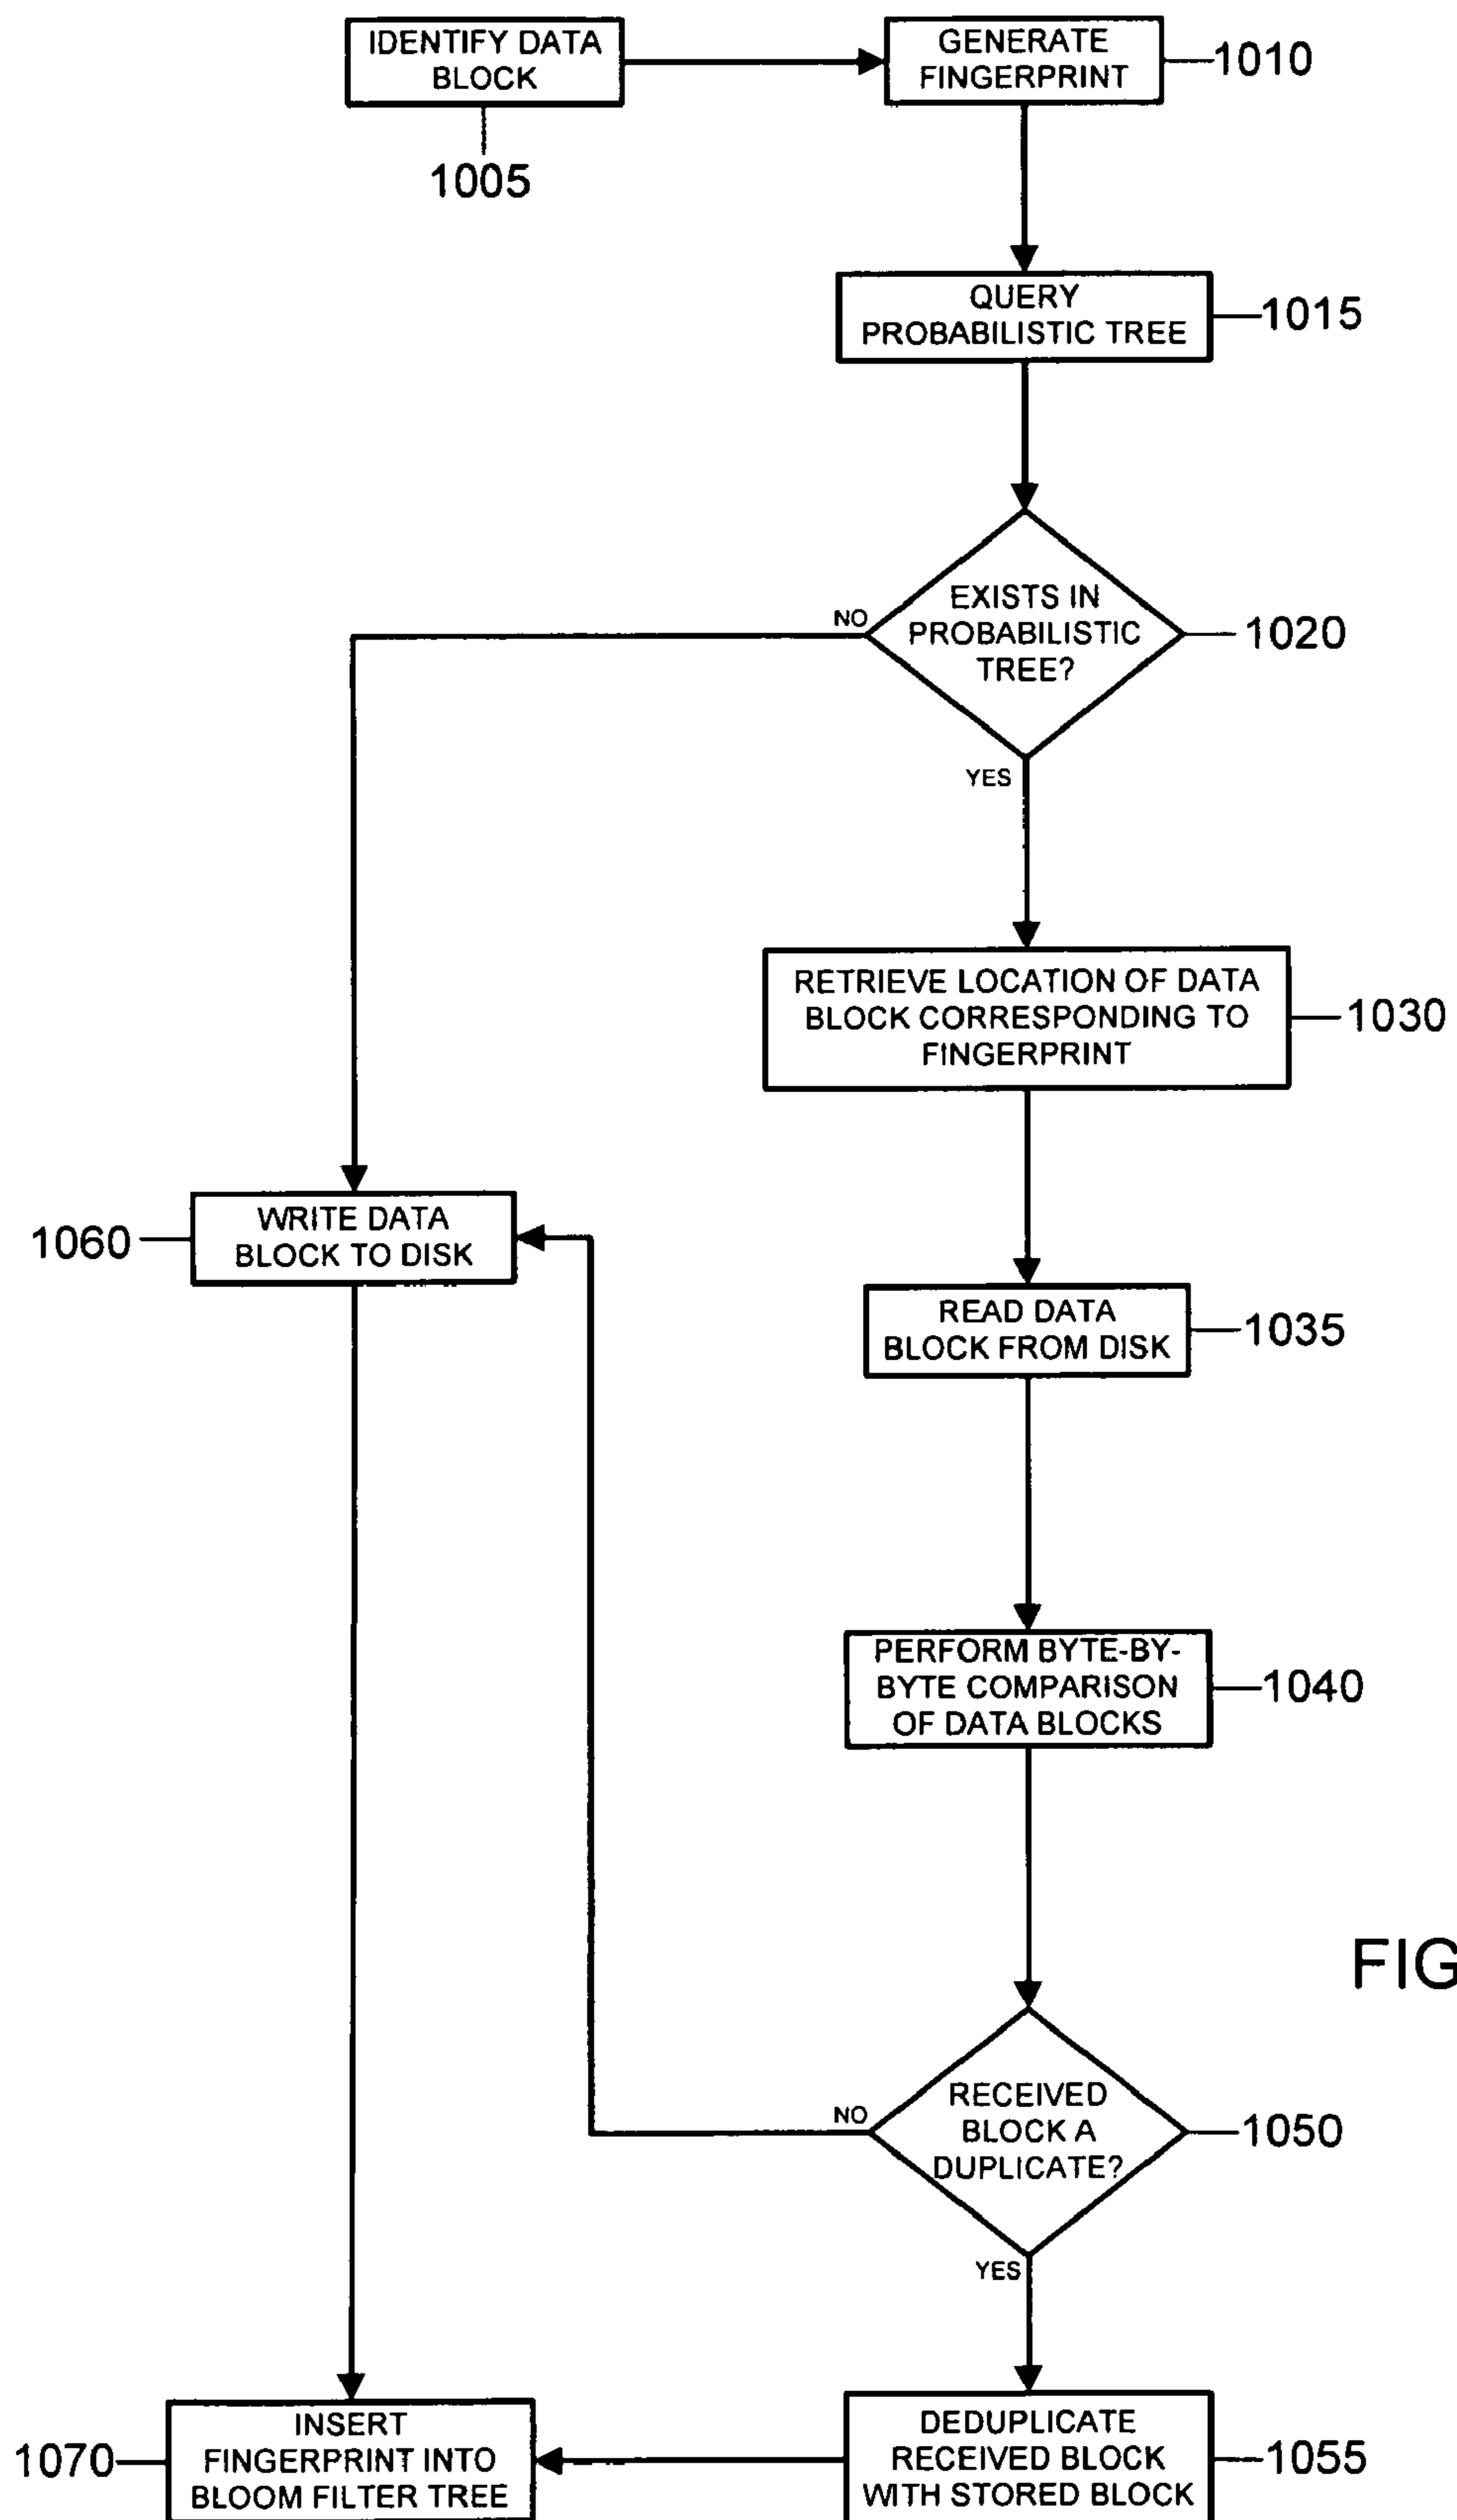 IDENTIFY DATA
BLOCK
1005
GENERATE
FINGERPRINT
1010
QUERY
PROBABILISTIC TREE
1015
EXISTS IN
PROBABILISTIC
TREE?
1020
NO
YES
RETRIEVE LOCATION OF DATA
BLOCK CORRESPONDING TO
FINGERPRINT
1030
WRITE DATA
BLOCK TO DISK
1060
READ DATA
BLOCK FROM DISK
1035
PERFORM BYTE-BY-
BYTE COMPARISON
OF DATA BLOCKS
1040
FIG
RECEIVED
BLOCK A
DUPLICATE?
1050
NO
YES
INSERT
FINGERPRINT INTO
BLOOM FILTER TREE
1070
DEDUPLICATE
RECEIVED BLOCK
WITH STORED BLOCK
1055